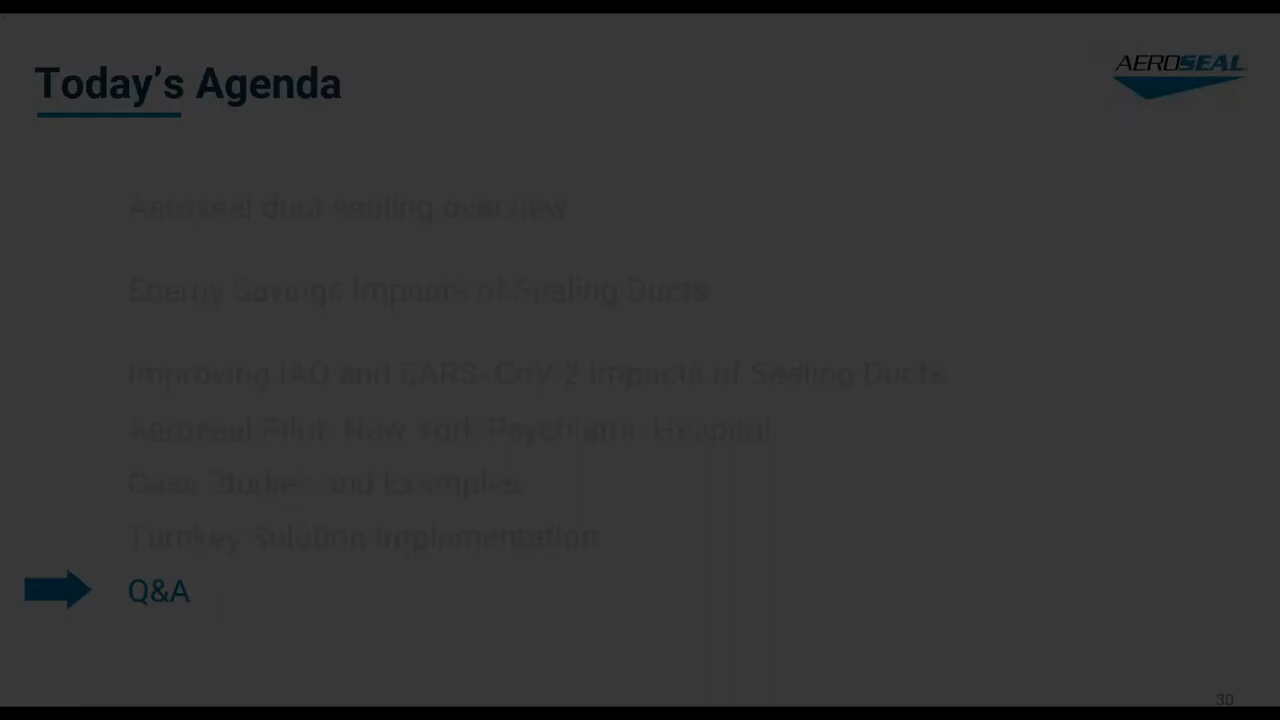 Today's Agenda
AEROSEAL
Aeroseal duct sealing overview
Energy Savings Impacts of Sealing Ducts
Improving IAQ and SARS-CoV-2 Impacts of Sealing Ducts
Aeroseal Pilot: New York Psychiatric Hospital
Case Studies and Examples
Turnkey Solution Implementation
Q&A
30